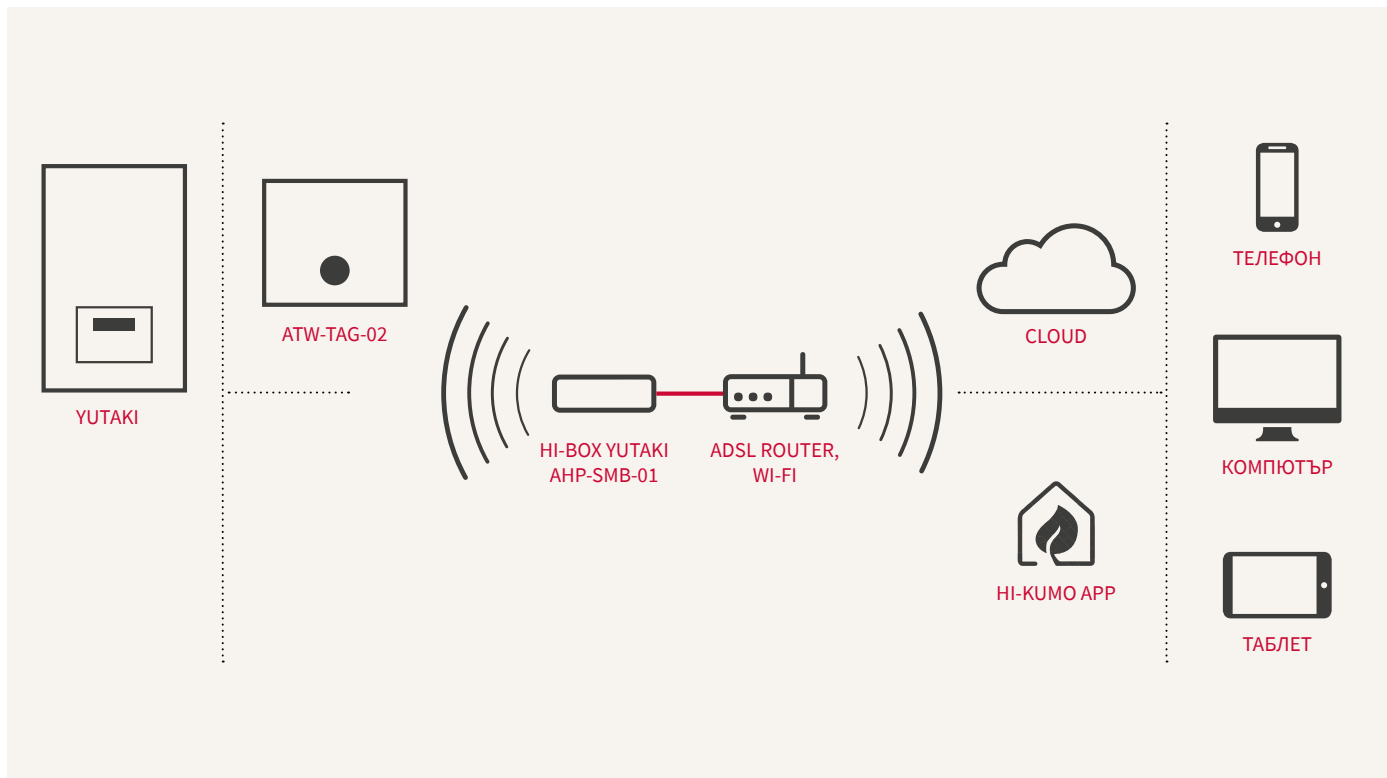 YUTAKI
ATW-TAG-02
HI-BOX YUTAKI
AHP-SMB-01
ADSL ROUTER,
WI-FI
CLOUD
HI-KUMO APP
ТЕЛЕФОН
КОМПЮТЪР
ТАБЛЕТ